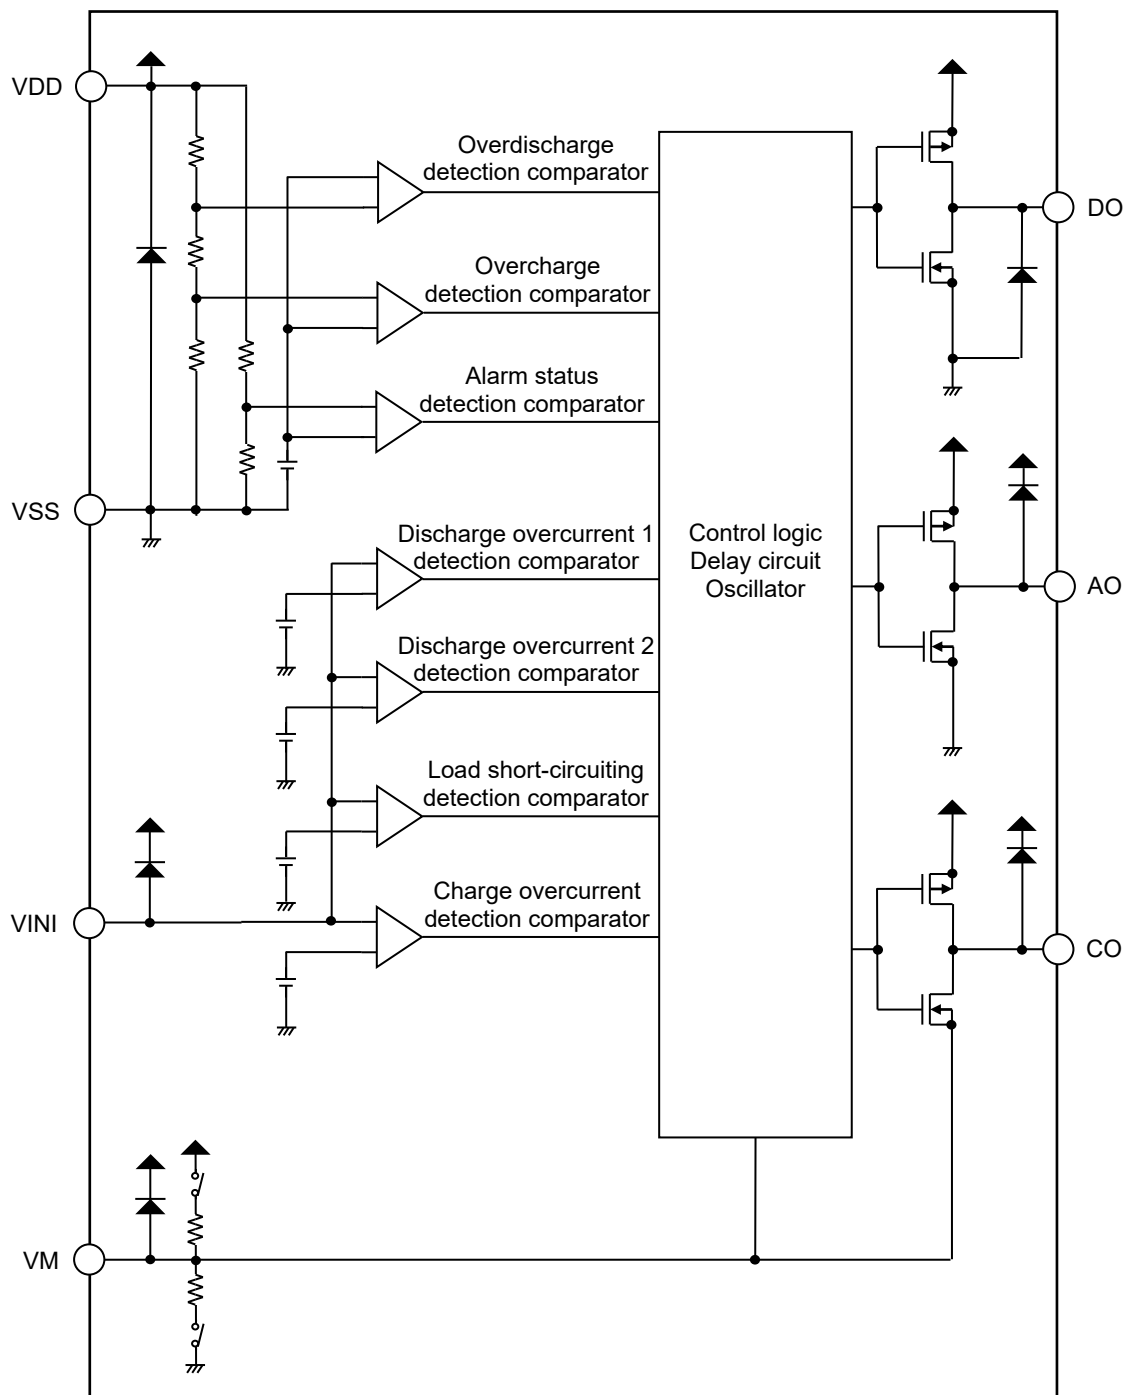 VDD
Overdischarge
detection comparator
DO
Overcharge
detection comparator
Alarm status
detection comparator
VSS
Discharge overcurrent 1
detection comparator
Control logic
Delay circuit
Oscillator
AO
Discharge overcurrent 2
detection comparator
Load short-circuiting
detection comparator
Charge overcurrent
detection comparator
VINI
CO
VM